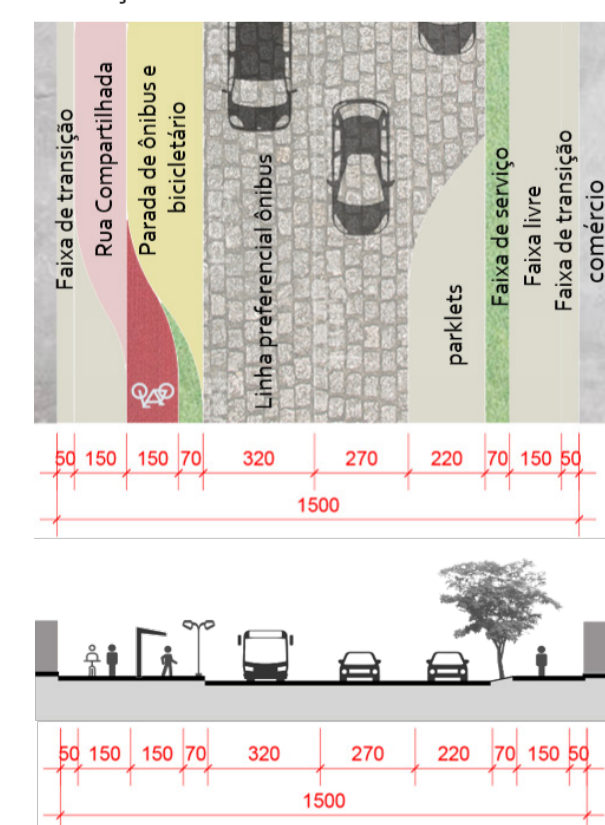 Faixa de transição
Rua Compartilhada
Parada de ônibus e
bicicletário
Linha preferencial ônibus
parklets
Faixa de serviço
Faixa livre
Faixa de transição
comércio
50 150 150 70 320 270 220 70 150 50
1500
50 150 150 70 320 270 220 70 150 50
1500